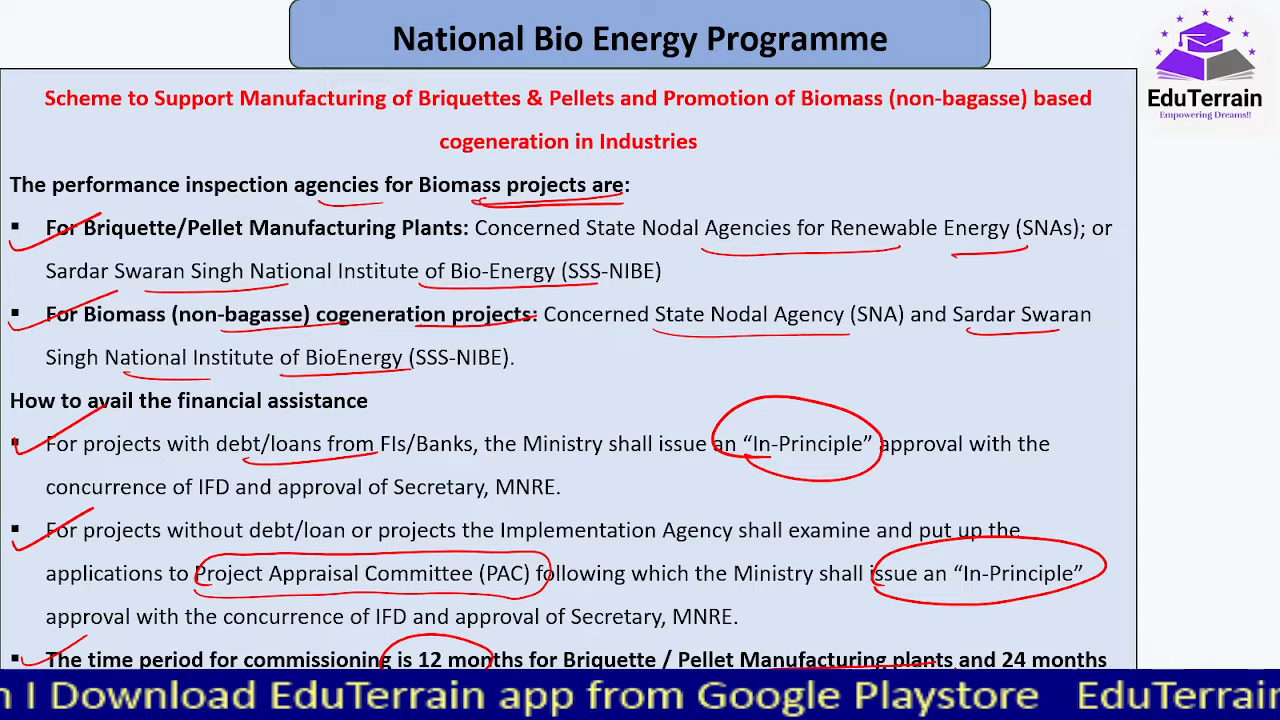 National Bio Energy Programme
EduTerrain
Empowering Dreams!!
Scheme to Support Manufacturing of Briquettes & Pellets and Promotion of Biomass (non-bagasse) based
cogeneration in Industries
The performance inspection agencies for Biomass projects are:
▪ For Briquette/Pellet Manufacturing Plants: Concerned State Nodal Agencies for Renewable Energy (SNAs); or
Sardar Swaran Singh National Institute of Bio-Energy (SSS-NIBE)
▪ For Biomass (non-bagasse) cogeneration projects: Concerned State Nodal Agency (SNA) and Sardar Swaran
Singh National Institute of BioEnergy (SSS-NIBE).
How to avail the financial assistance
▪ For projects with debt/loans from FIs/Banks, the Ministry shall issue an “In-Principle” approval with the
concurrence of IFD and approval of Secretary, MNRE.
▪ For projects without debt/loan or projects the Implementation Agency shall examine and put up the
applications to Project Appraisal Committee (PAC) following which the Ministry shall issue an “In-Principle”
approval with the concurrence of IFD and approval of Secretary, MNRE.
▪ The time period for commissioning is 12 months for Briquette / Pellet Manufacturing plants and 24 months
n I Download EduTerrain app from Google Playstore EduTerrain